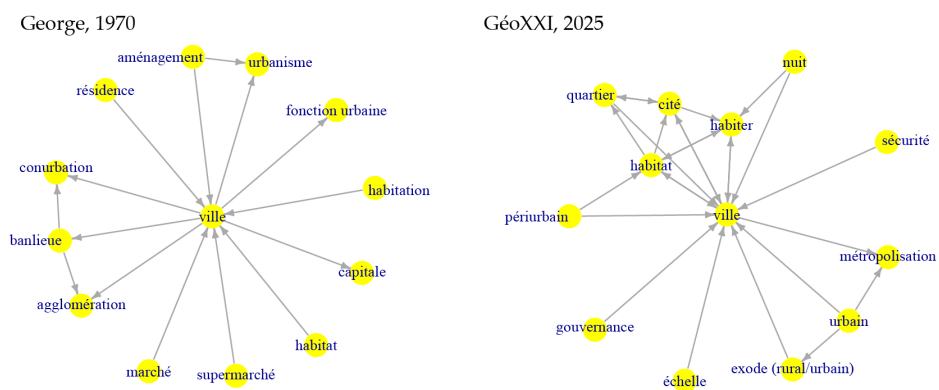 George, 1970
aménagement
urbanisme
résidence
fonction urbaine
conurbation
habitation
ville
banlieue
capitale
agglomération
habitat
marché
supermarché
GéoXXI, 2025
nuit
quartier
cité
habiter
sécurité
habitat
périurbain
ville
métropolisation
urbain
gouvernance
exode (rural/urbain)
échelle